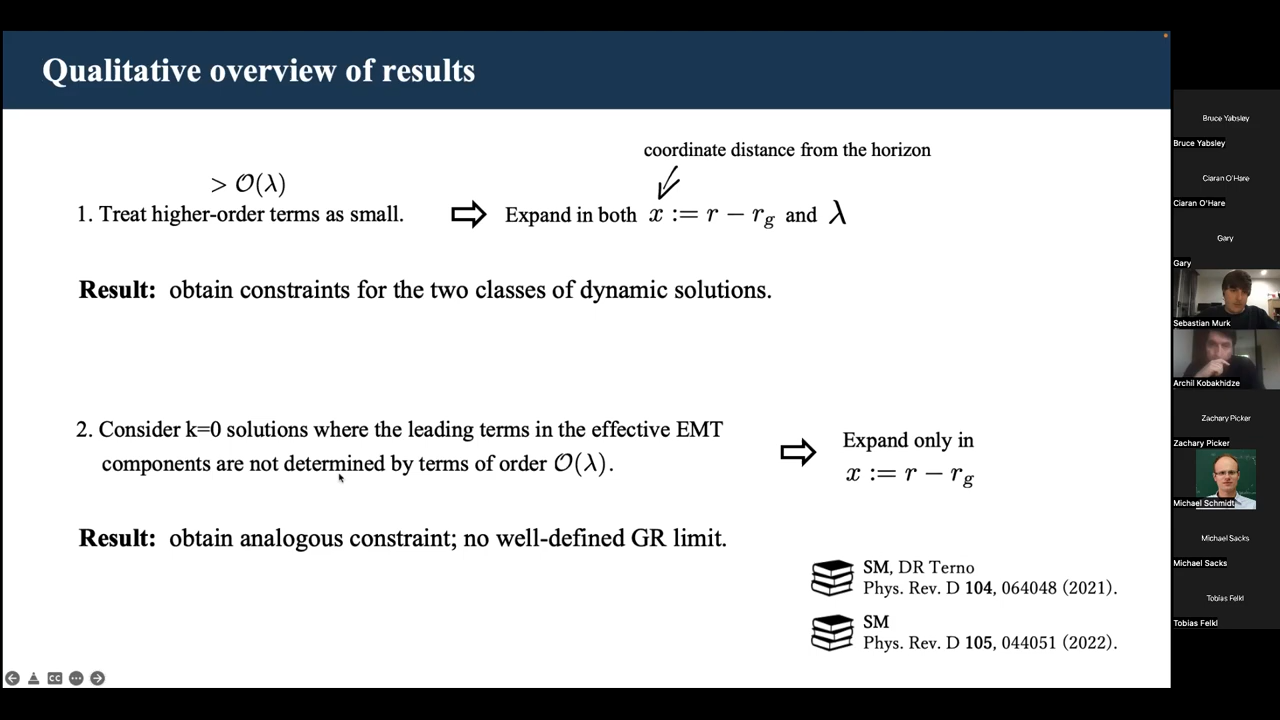 Qualitative overview of results
coordinate distance from the horizon
> O(λ)
1. Treat higher-order terms as small.
Expand in both x := r − r_g and λ
Result: obtain constraints for the two classes of dynamic solutions.
2. Consider k=0 solutions where the leading terms in the effective EMT
components are not determined by terms of order O(λ).
Expand only in
x := r − r_g
Result: obtain analogous constraint; no well-defined GR limit.
SM, DR Terno
Phys. Rev. D 104, 064048 (2021).
SM
Phys. Rev. D 105, 044051 (2022).
CC
Bruce Yabsley
Bruce Yabsley
Ciaran O'Hare
Ciaran O'Hare
Gary
Gary
Sebastian Murk
Archil Kobakhidze
Zachary Picker
Zachary Picker
Michael Schmidt
Michael Sacks
Michael Sacks
Tobias Felkl
Tobias Felkl